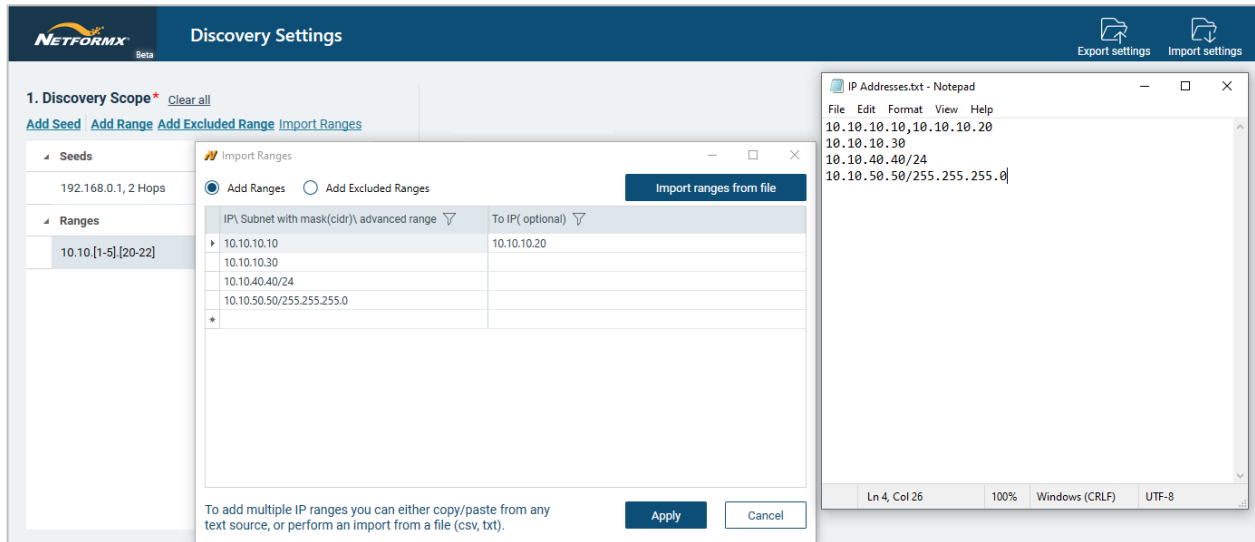 NETFORMX
Beta
Discovery Settings
Export settings
Import settings
1. Discovery Scope* Clear all
Add Seed Add Range Add Excluded Range Import Ranges
Seeds
192.168.0.1, 2 Hops
Ranges
10.10.[1-5].[20-22]
Import Ranges
Add Ranges Add Excluded Ranges Import ranges from file
IP\ Subnet with mask(cidr)\ advanced range To IP( optional)
10.10.10.10 10.10.10.20
10.10.10.30
10.10.40.40/24
10.10.50.50/255.255.255.0
*
To add multiple IP ranges you can either copy/paste from any
text source, or perform an import from a file (csv, txt).
Apply Cancel
IP Addresses.txt - Notepad
File Edit Format View Help
10.10.10.10,10.10.10.20
10.10.10.30
10.10.40.40/24
10.10.50.50/255.255.255.0
Ln 4, Col 26 100% Windows (CRLF) UTF-8